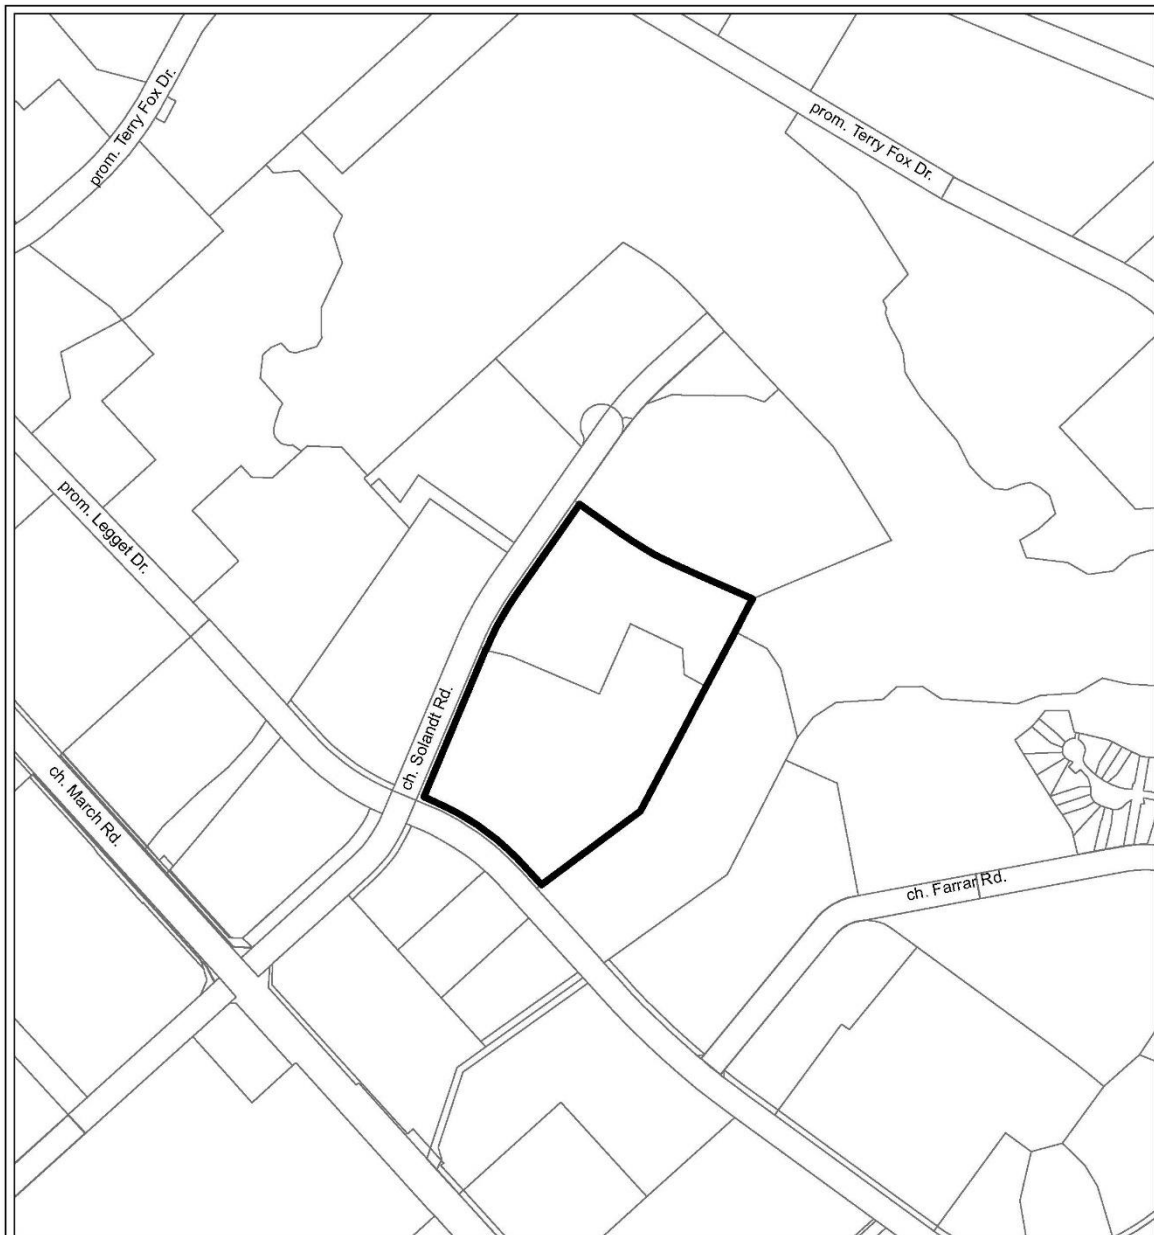 prom. Terry Fox Dr.
prom. Terry Fox Dr.
prom. Legget Dr.
ch. Solandt Rd.
ch. March Rd.
ch. Farrar Rd.